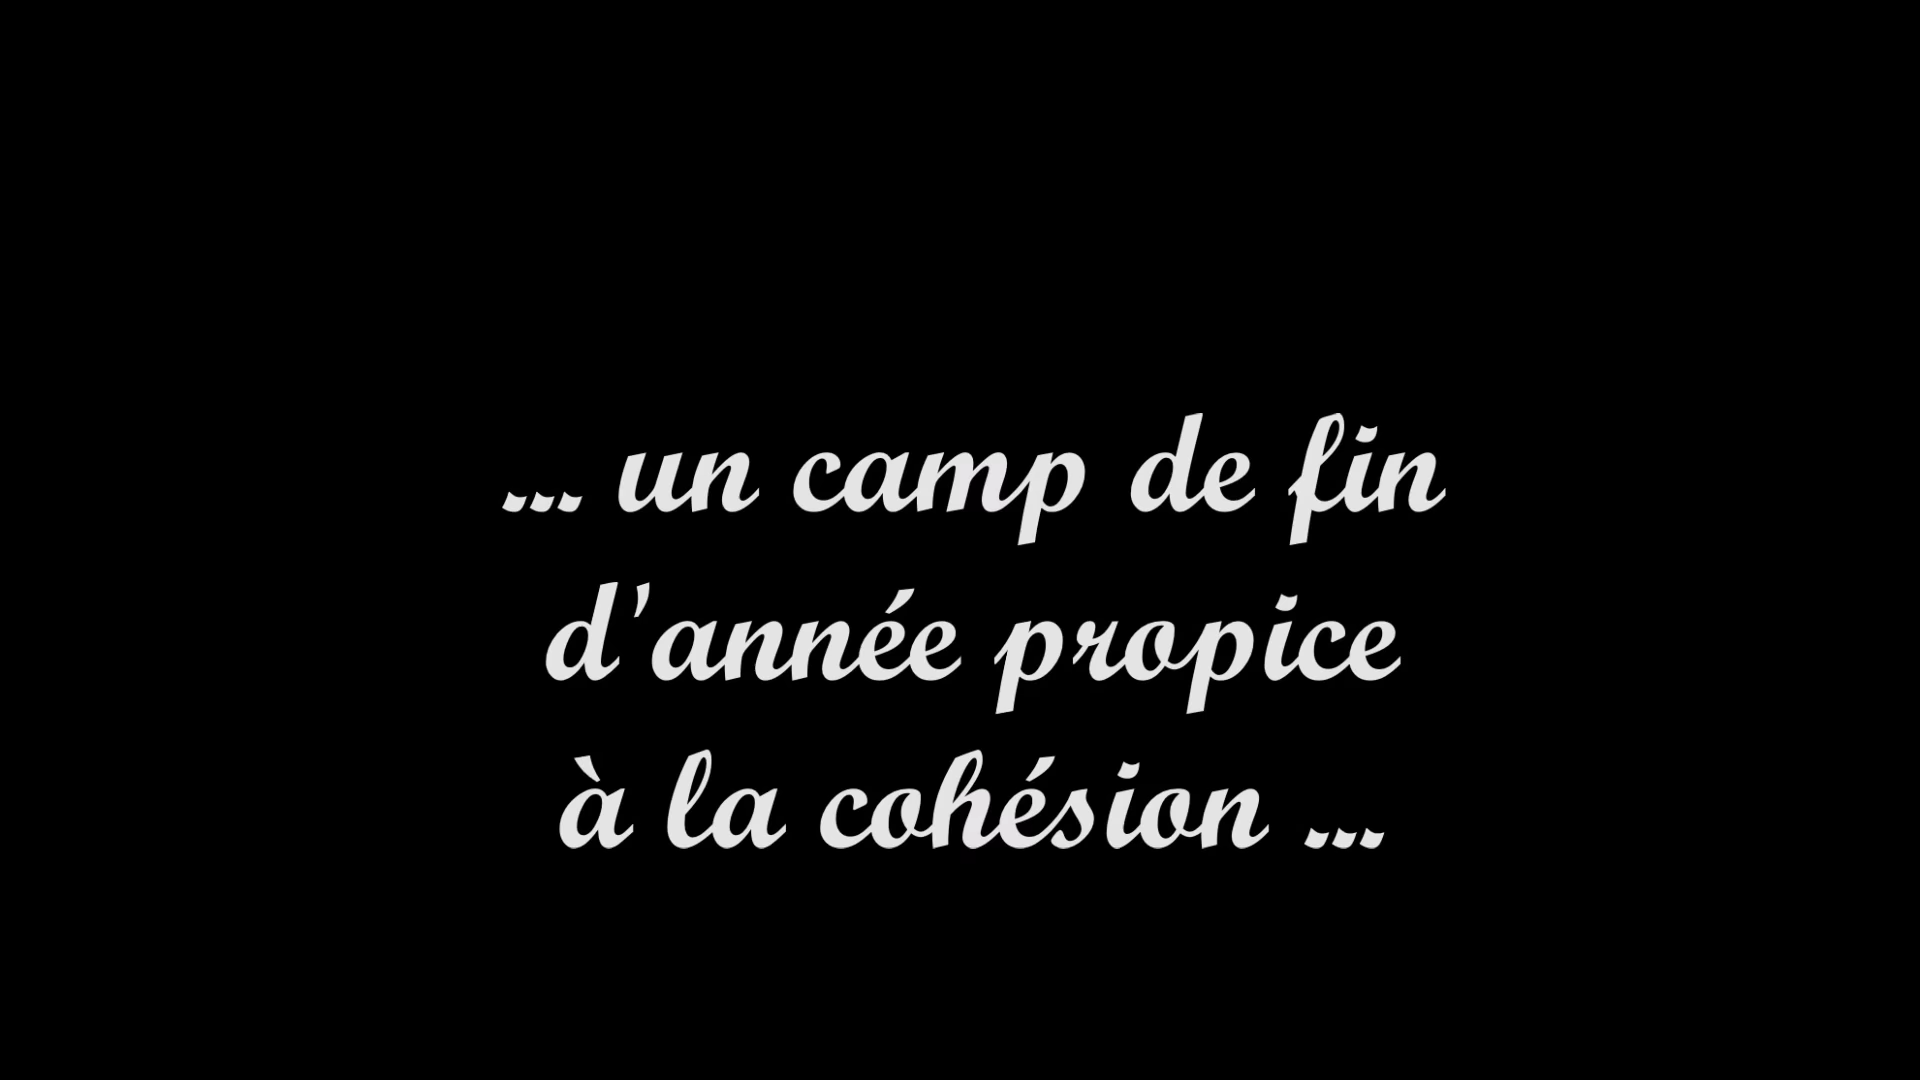 ... un camp de fin
d'année propice
à la cohésion ...